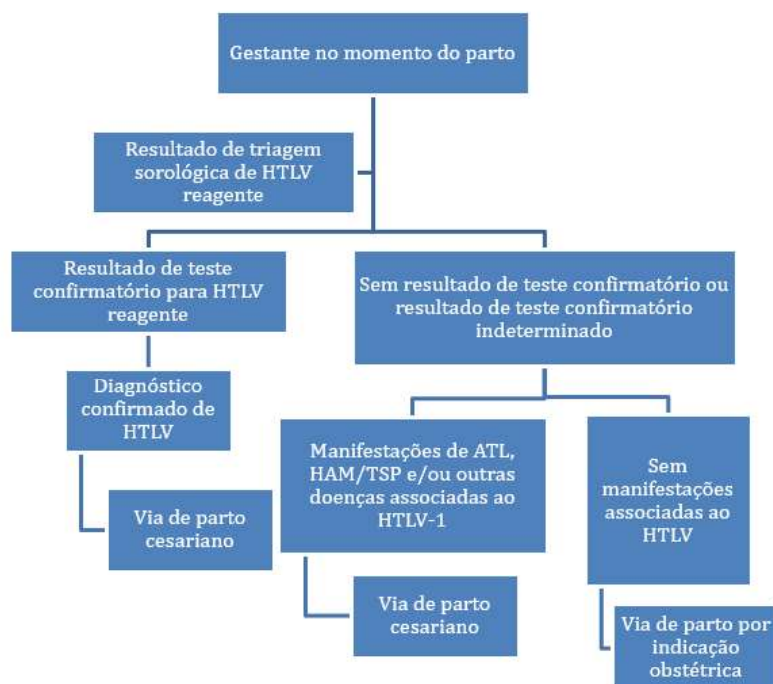 Gestante no momento do parto
Resultado de triagem
sorológica de HTLV
reagente
Resultado de teste
confirmatório para HTLV
reagente
Sem resultado de teste confirmatório ou
resultado de teste confirmatório
indeterminado
Diagnóstico
confirmado de
HTLV
Via de parto
cesariano
Manifestações de ATL,
HAM/TSP e/ou outras
doenças associadas ao
HTLV-1
Via de parto
cesariano
Sem
manifestações
associadas ao
HTLV
Via de parto por
indicação
obstétrica